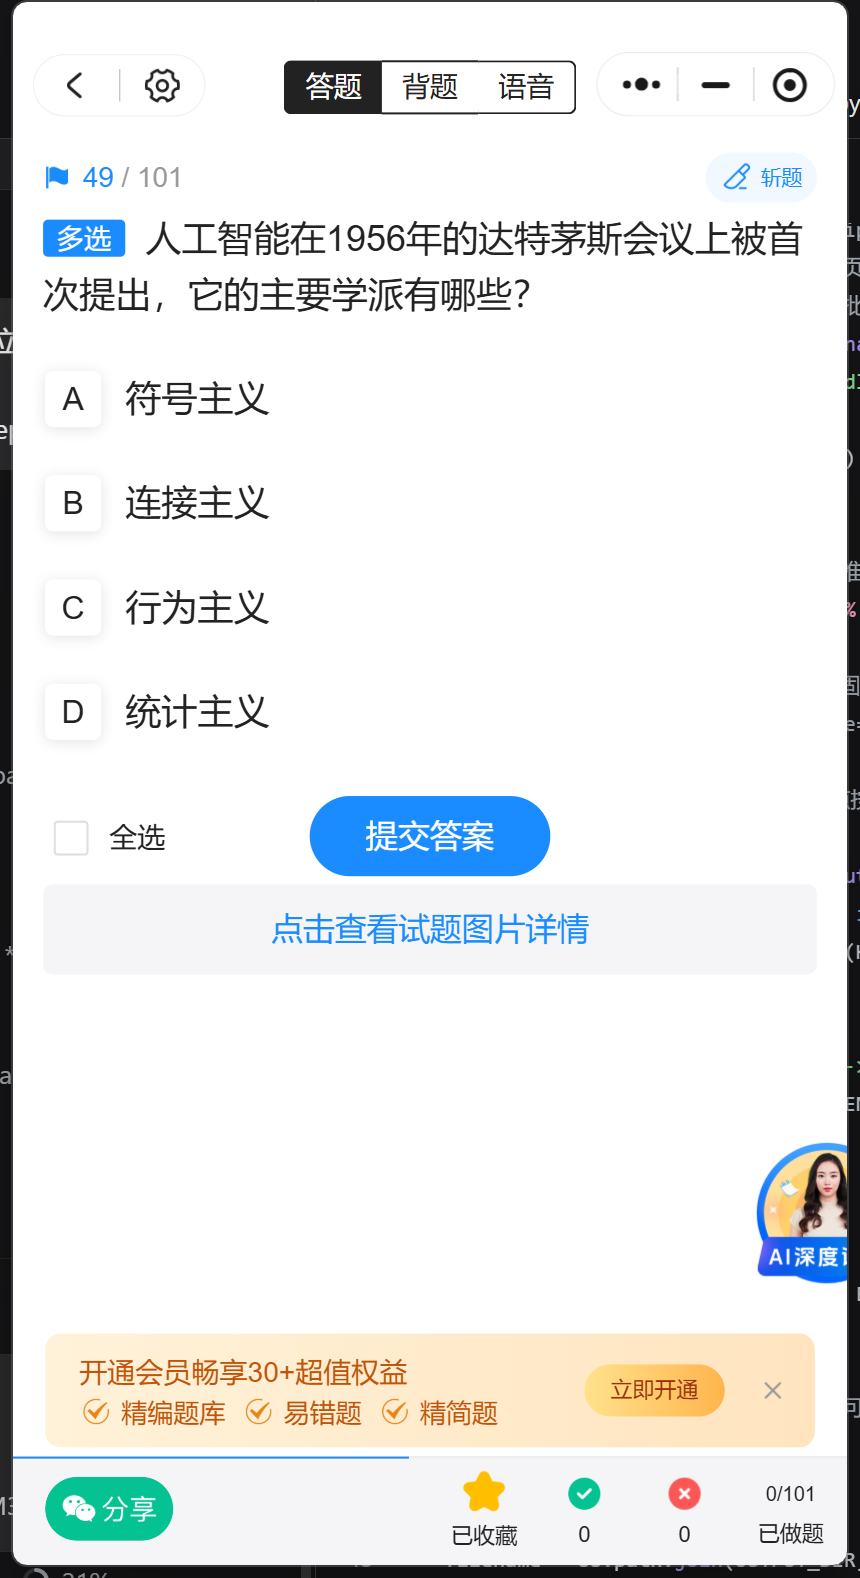 答题 背题 语音
49 / 101
斩题
多选 人工智能在1956年的达特茅斯会议上被首
次提出，它的主要学派有哪些？
A 符号主义
B 连接主义
C 行为主义
D 统计主义
全选
提交答案
点击查看试题图片详情
AI深度
开通会员畅享30+超值权益
精编题库 易错题 精简题
立即开通
分享
已收藏
0
0
0/101
已做题